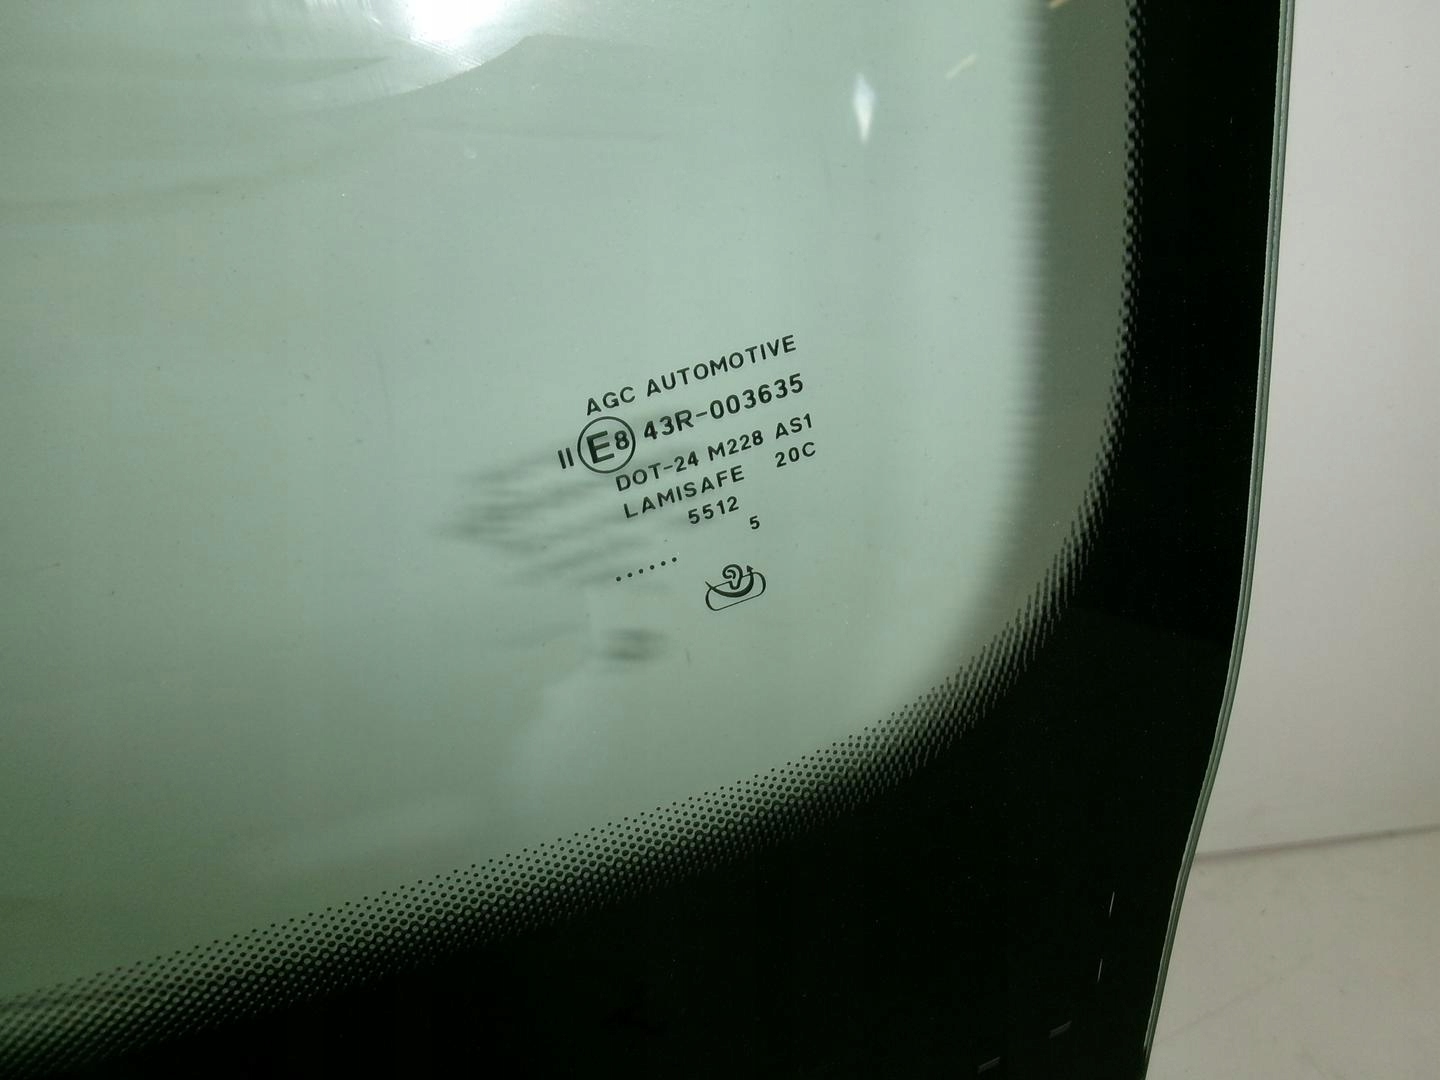 AGC AUTOMOTIVE
II E8 43R-003635
DOT-24 M228 AS1
LAMISAFE 20C
5512
5
......